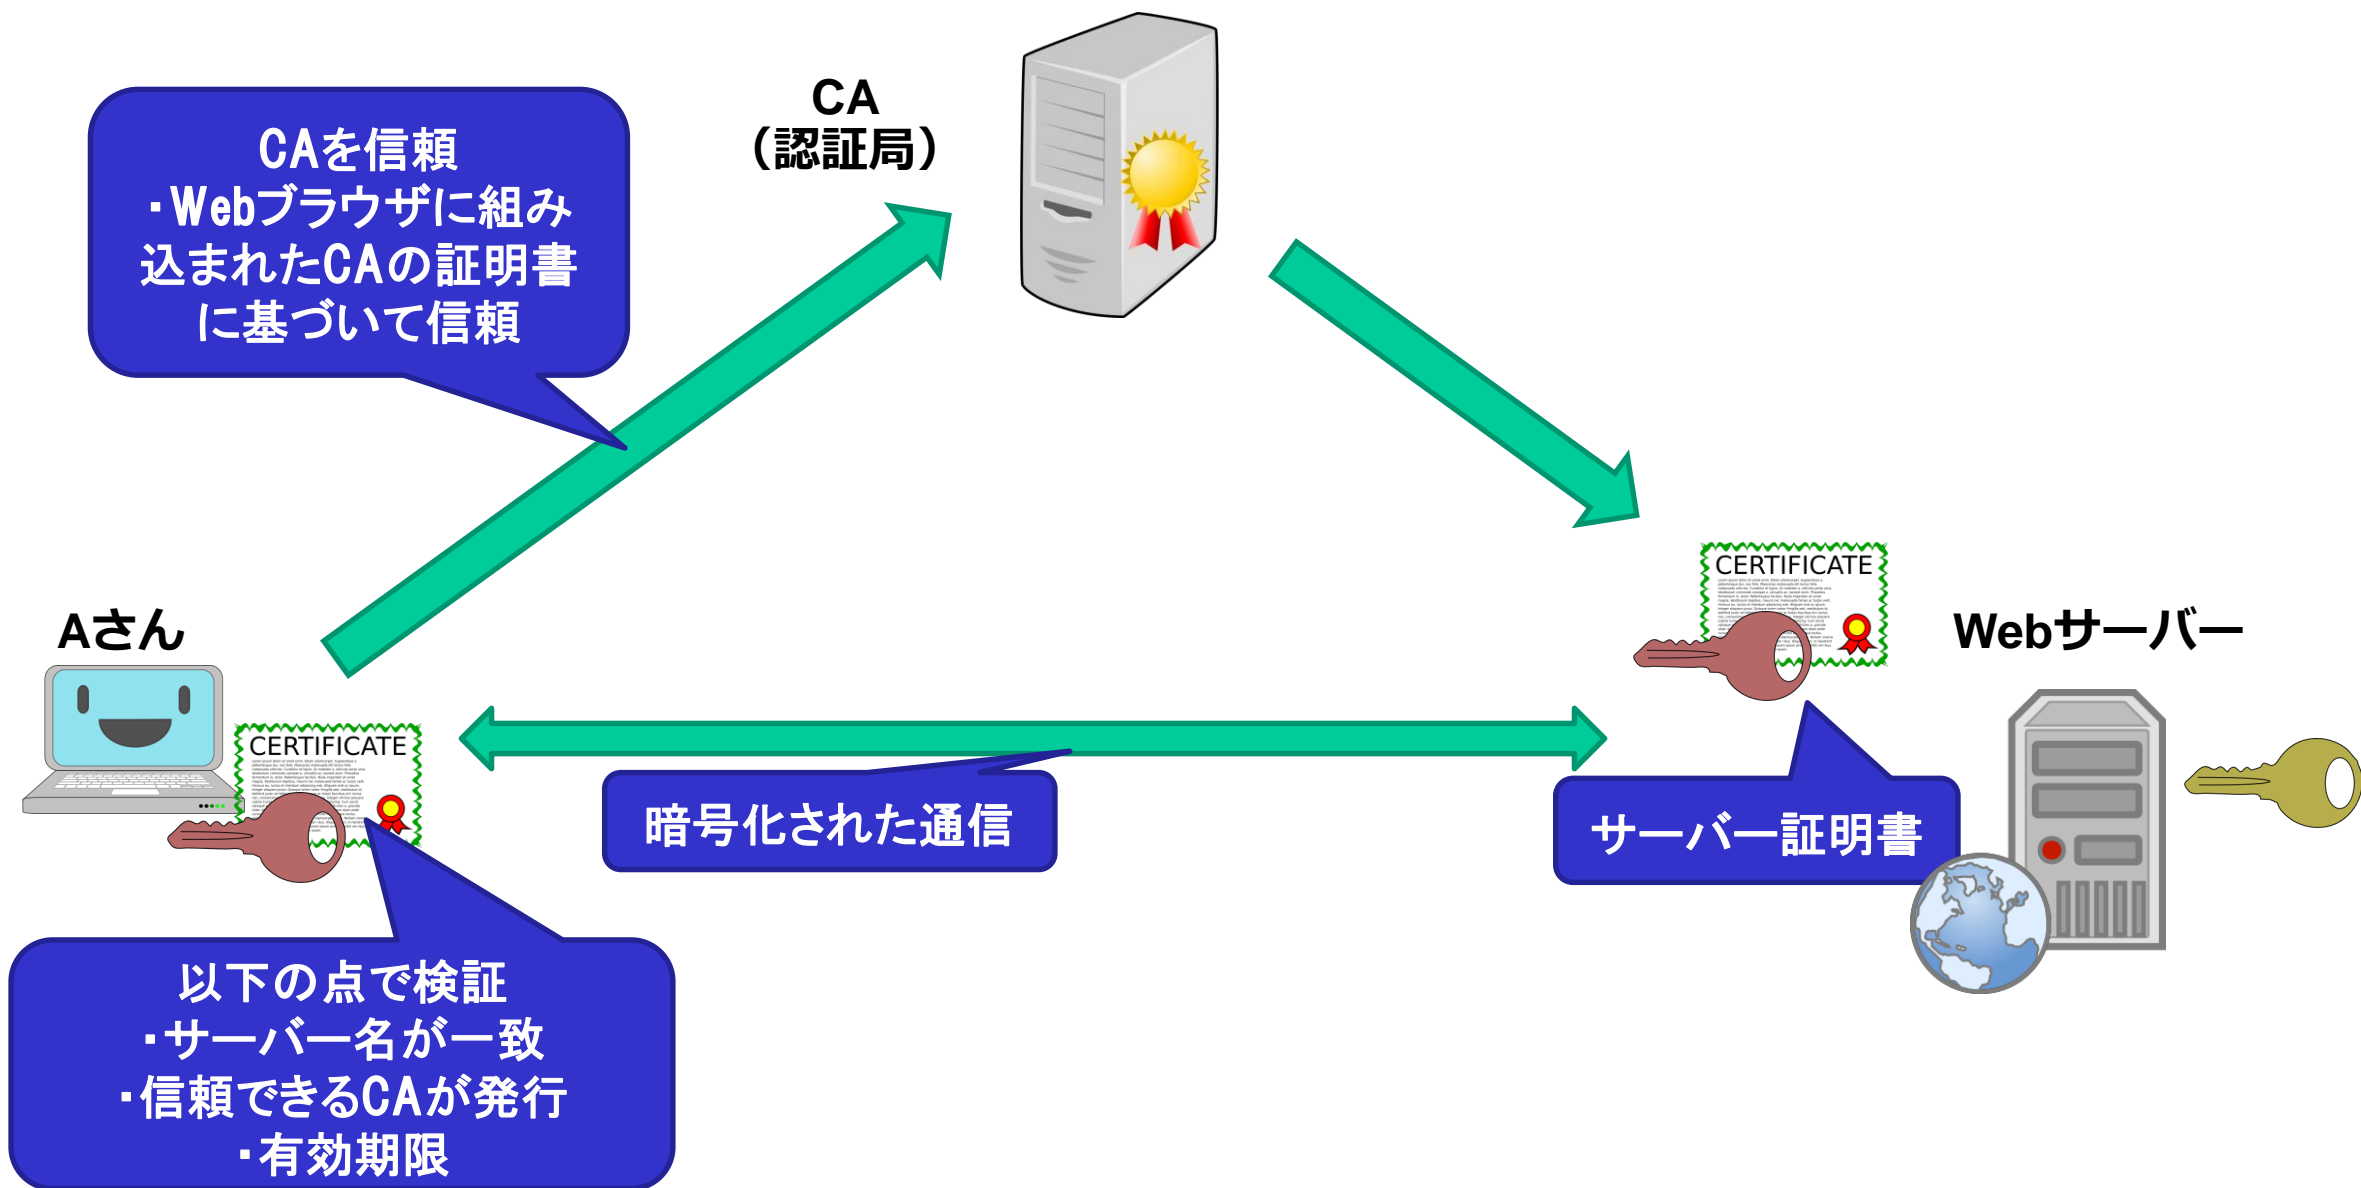 CA
（認証局）
CAを信頼
・Webブラウザに組み
込まれたCAの証明書
に基づいて信頼
CERTIFICATE
Aさん
Webサーバー
CERTIFICATE
暗号化された通信
サーバー証明書
以下の点で検証
・サーバー名が一致
・信頼できるCAが発行
・有効期限